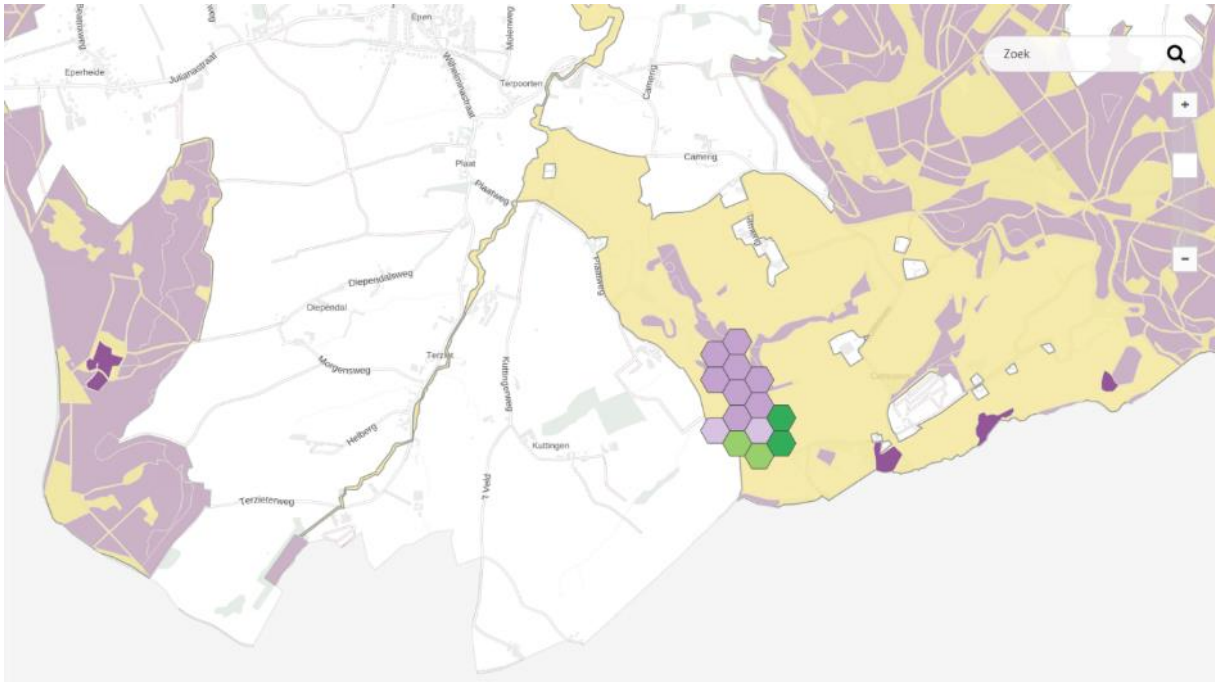 Epen
Molenweg
Zoek
Eperheide
Julianastraat
Wilhelminastraat
Terpoorten
Camerig
+
Plaat
Camerig
Plaatweg
−
Diependalsweg
Diependal
Terziet
Morgensweg
Kuttingerweg
Helberg
Kuttingen
't Veld
Terzieterweg